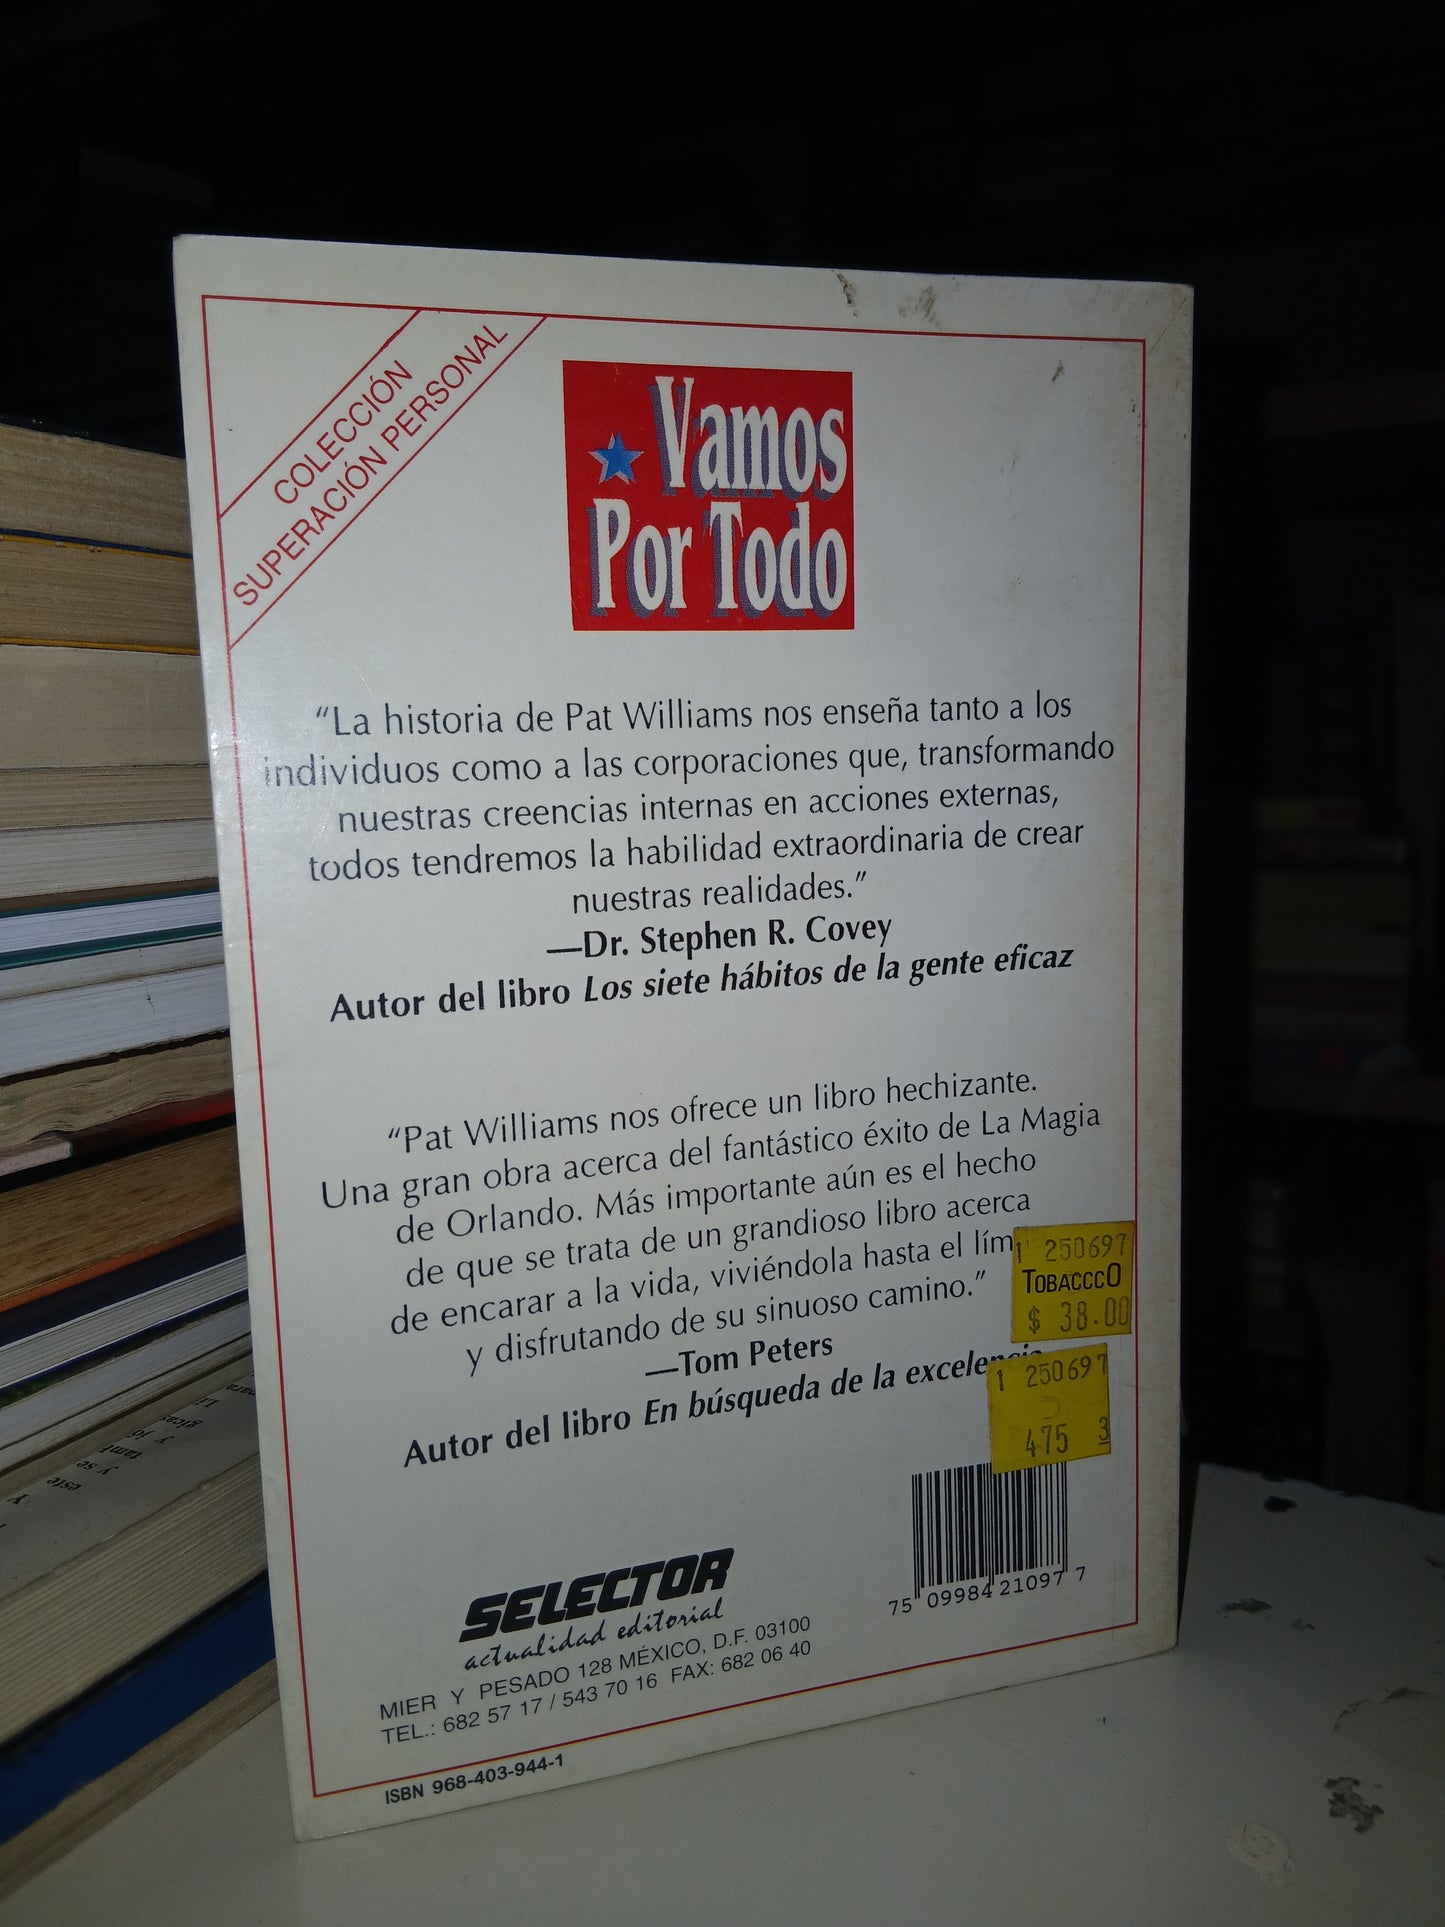 COLECCIÓN
SUPERACIÓN PERSONAL
Vamos
Por Todo
“La historia de Pat Williams nos enseña tanto a los
individuos como a las corporaciones que, transformando
nuestras creencias internas en acciones externas,
todos tendremos la habilidad extraordinaria de crear
nuestras realidades.”
—Dr. Stephen R. Covey
Autor del libro Los siete hábitos de la gente eficaz
“Pat Williams nos ofrece un libro hechizante.
Una gran obra acerca del fantástico éxito de La Magia
de Orlando. Más importante aún es el hecho
de que se trata de un grandioso libro acerca
de encarar a la vida, viviéndola hasta el
y disfrutando de su sinuoso camino.”
—Tom Peters
Autor del libro En búsqueda de la
1 250697
TOBACCCO
$ 38.00
1 250697
475 3
75 09984 21097 7
SELECTOR
actualidad editorial
MIER Y PESADO 128 MÉXICO, D.F. 03100
TEL.: 682 57 17 / 543 70 16 FAX: 682 06 40
ISBN 968-403-944-1